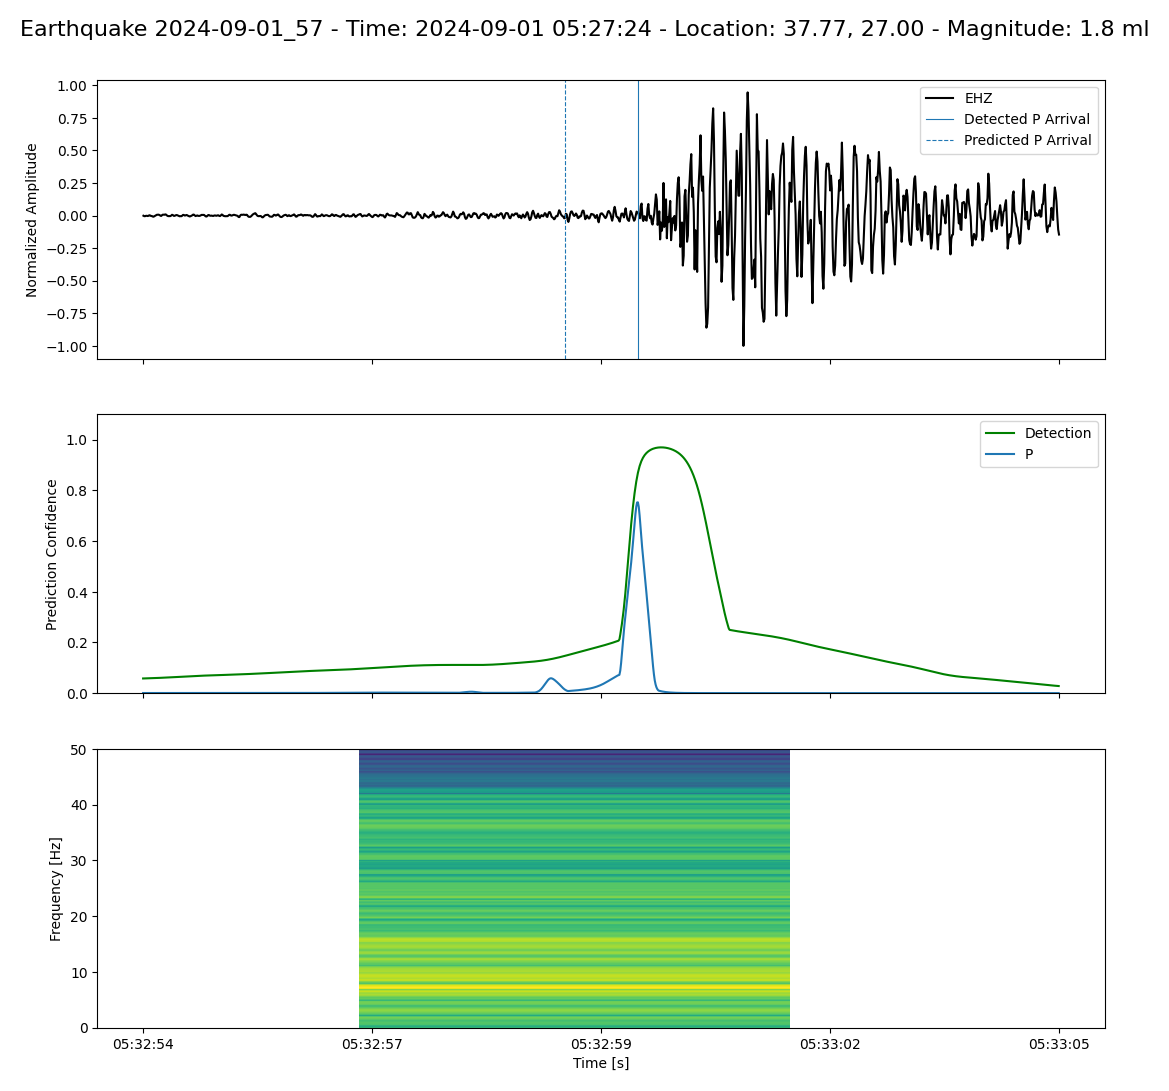 Earthquake 2024-09-01_57 - Time: 2024-09-01 05:27:24 - Location: 37.77, 27.00 - Magnitude: 1.8 ml
Normalized Amplitude
1.00
0.75
0.50
0.25
0.00
−0.25
−0.50
−0.75
−1.00
EHZ
Detected P Arrival
Predicted P Arrival
Prediction Confidence
1.0
0.8
0.6
0.4
0.2
0.0
Detection
P
Frequency [Hz]
50
40
30
20
10
0
05:32:54 05:32:57 05:32:59 05:33:02 05:33:05
Time [s]